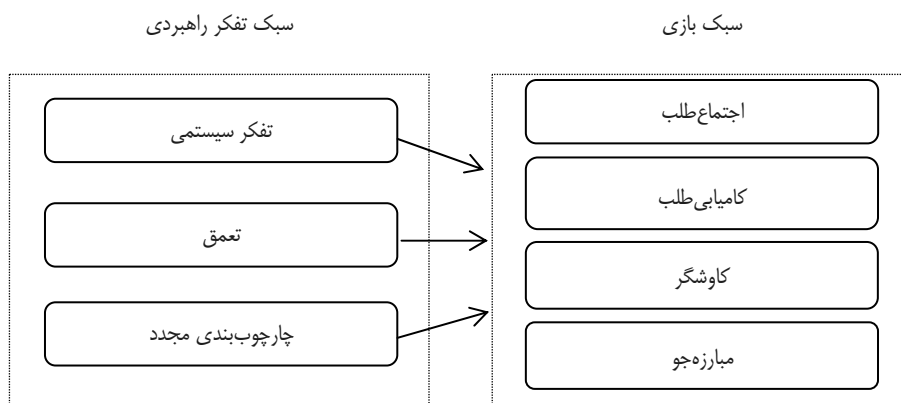 سبک بازی
سبک تفکر راهبردی
اجتماع‌طلب
کامیابی‌طلب
کاوشگر
مبارزه‌جو
تفکر سیستمی
تعمق
چارچوب‌بندی مجدد